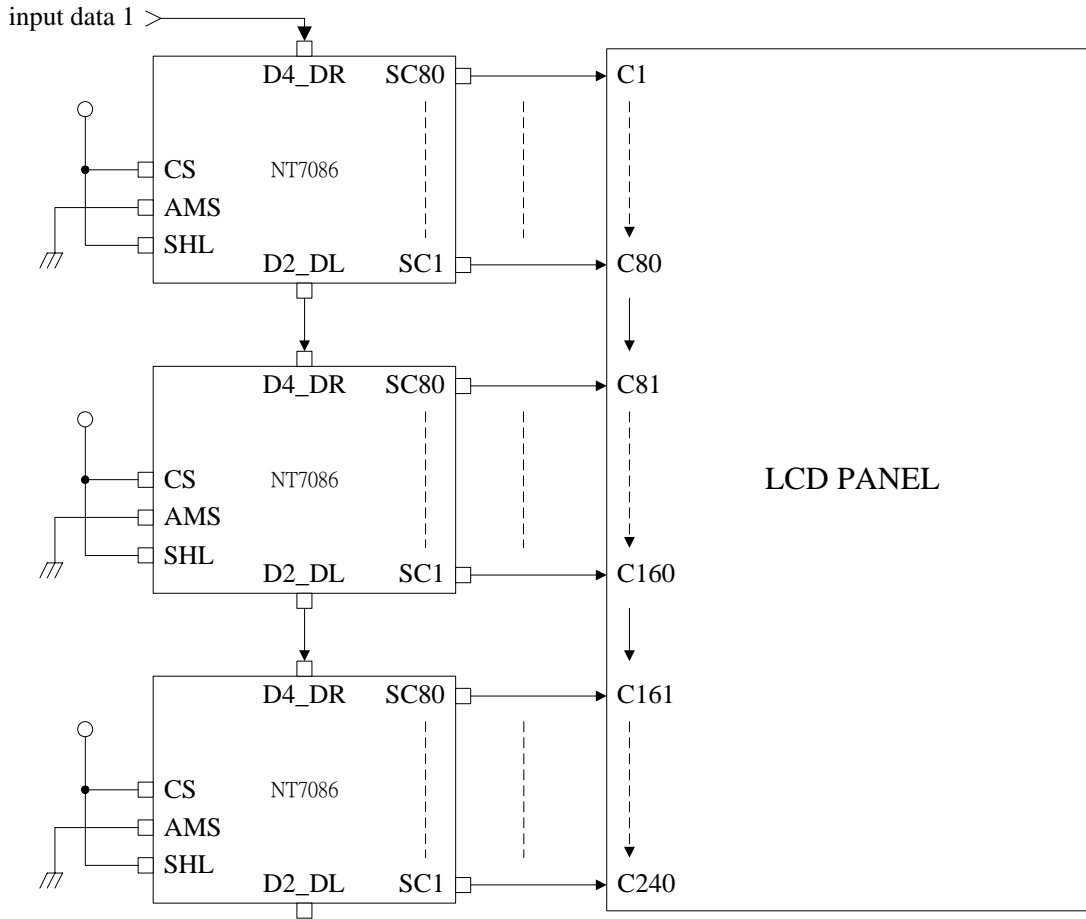 input data 1
D4_DR SC80 C1
CS NT7086
AMS
SHL
D2_DL SC1 C80
D4_DR SC80 C81
CS NT7086 LCD PANEL
AMS
SHL
D2_DL SC1 C160
D4_DR SC80 C161
CS NT7086
AMS
SHL
D2_DL SC1 C240